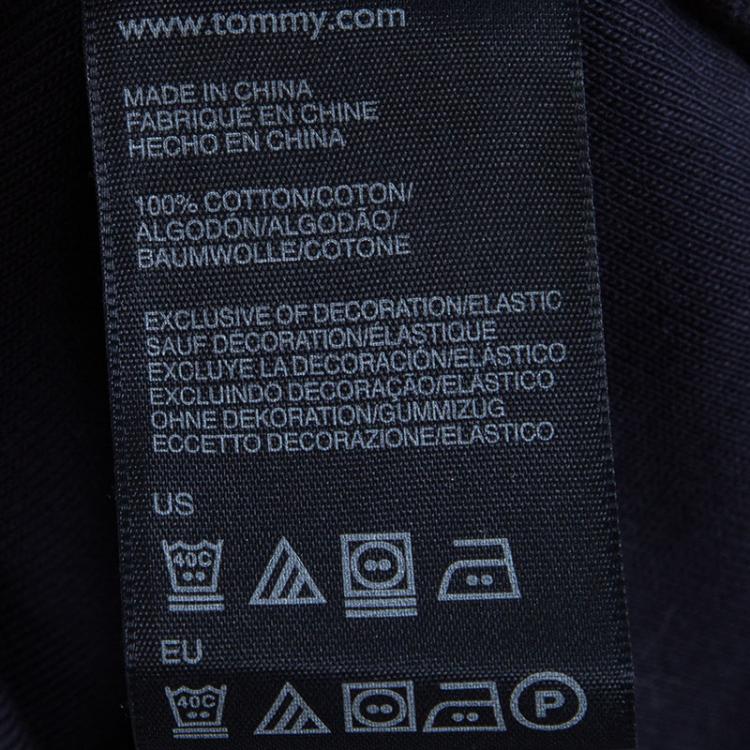 www.tommy.com
MADE IN CHINA
FABRIQUÉ EN CHINE
HECHO EN CHINA
100% COTTON/COTON/
ALGODÓN/ALGODÃO/
BAUMWOLLE/COTONE
EXCLUSIVE OF DECORATION/ELASTIC
SAUF DÉCORATION/ÉLASTIQUE
EXCLUYE LA DECORACIÓN/ELÁSTICO
EXCLUINDO DECORAÇÃO/ELÁSTICO
OHNE DEKORATION/GUMMIZUG
ECCETTO DECORAZIONE/ELASTICO
US
40C
EU
40C P